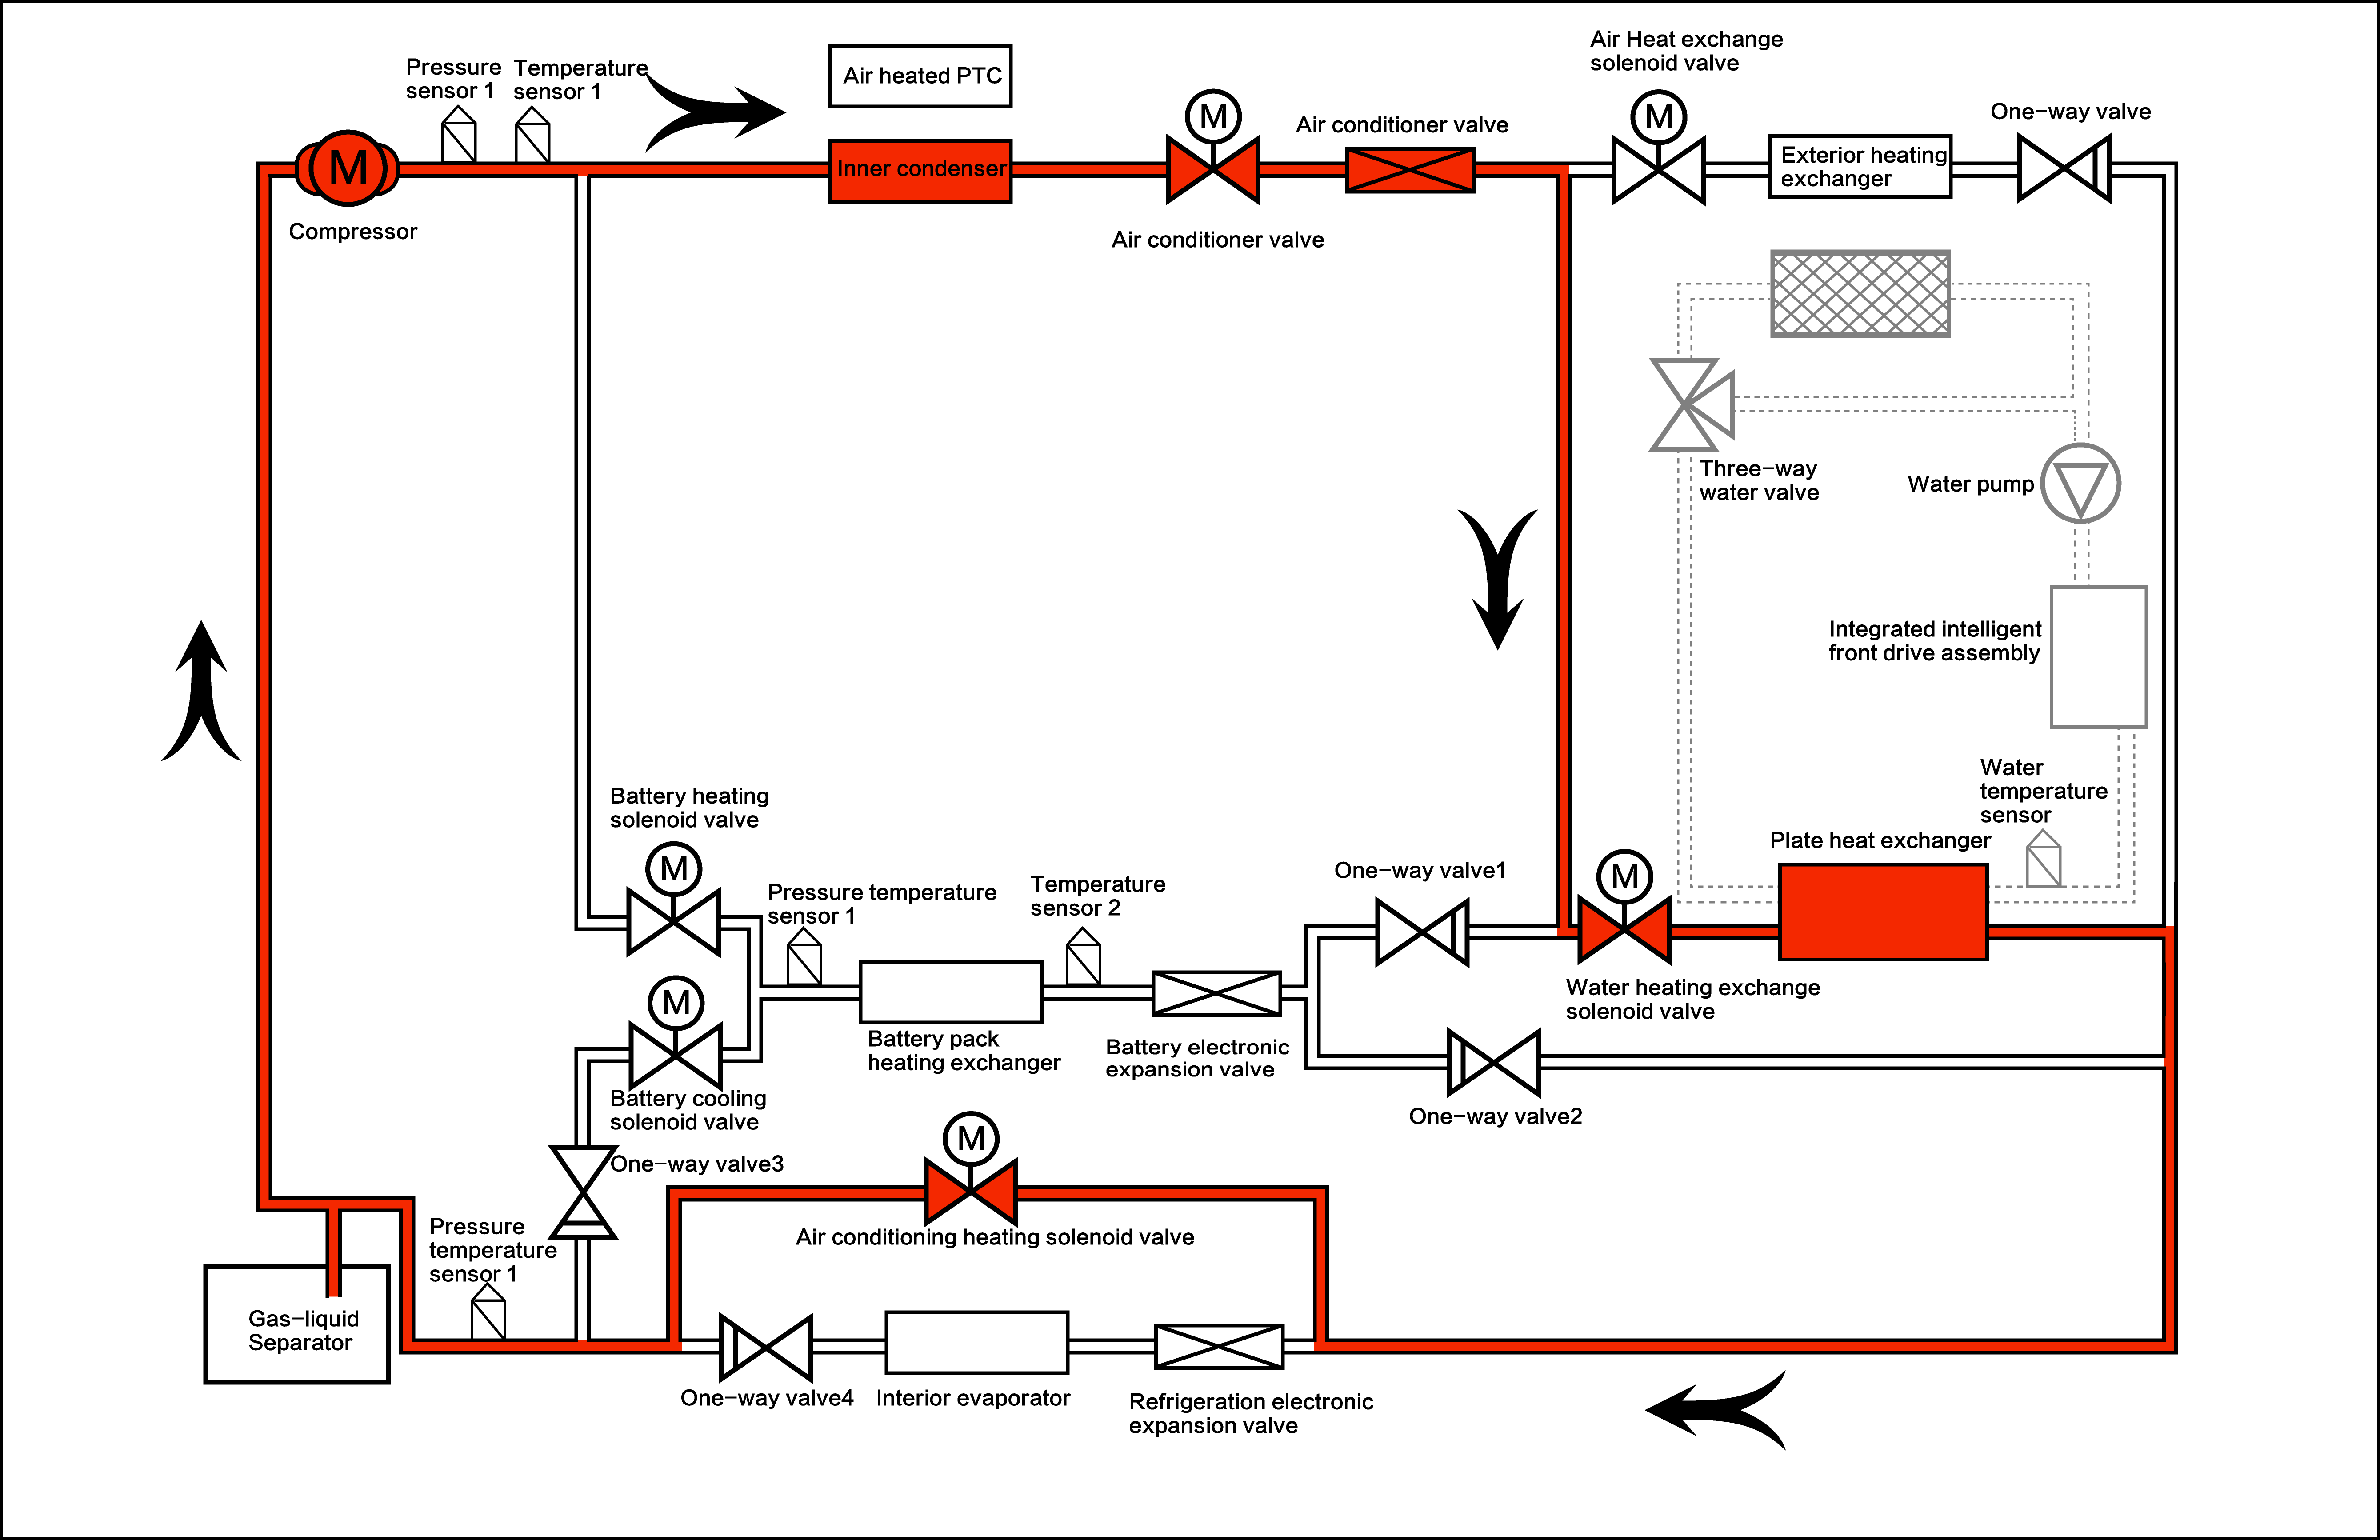 Air Heat exchange
solenoid valve
Pressure
sensor 1
Temperature
sensor 1
Air heated PTC
M
M
Air conditioner valve
One-way valve
M
Inner condenser
Exterior heating
exchanger
Compressor
Air conditioner valve
Three-way
water valve
Water pump
Integrated intelligent
front drive assembly
Water
temperature
sensor
Battery heating
solenoid valve
Plate heat exchanger
M
One-way valve1
M
Pressure temperature
sensor 1
Temperature
sensor 2
Water heating exchange
solenoid valve
M
Battery pack
heating exchanger
Battery electronic
expansion valve
Battery cooling
solenoid valve
One-way valve2
M
One-way valve3
Air conditioning heating solenoid valve
Pressure
temperature
sensor 1
Gas-liquid
Separator
One-way valve4
Interior evaporator
Refrigeration electronic
expansion valve